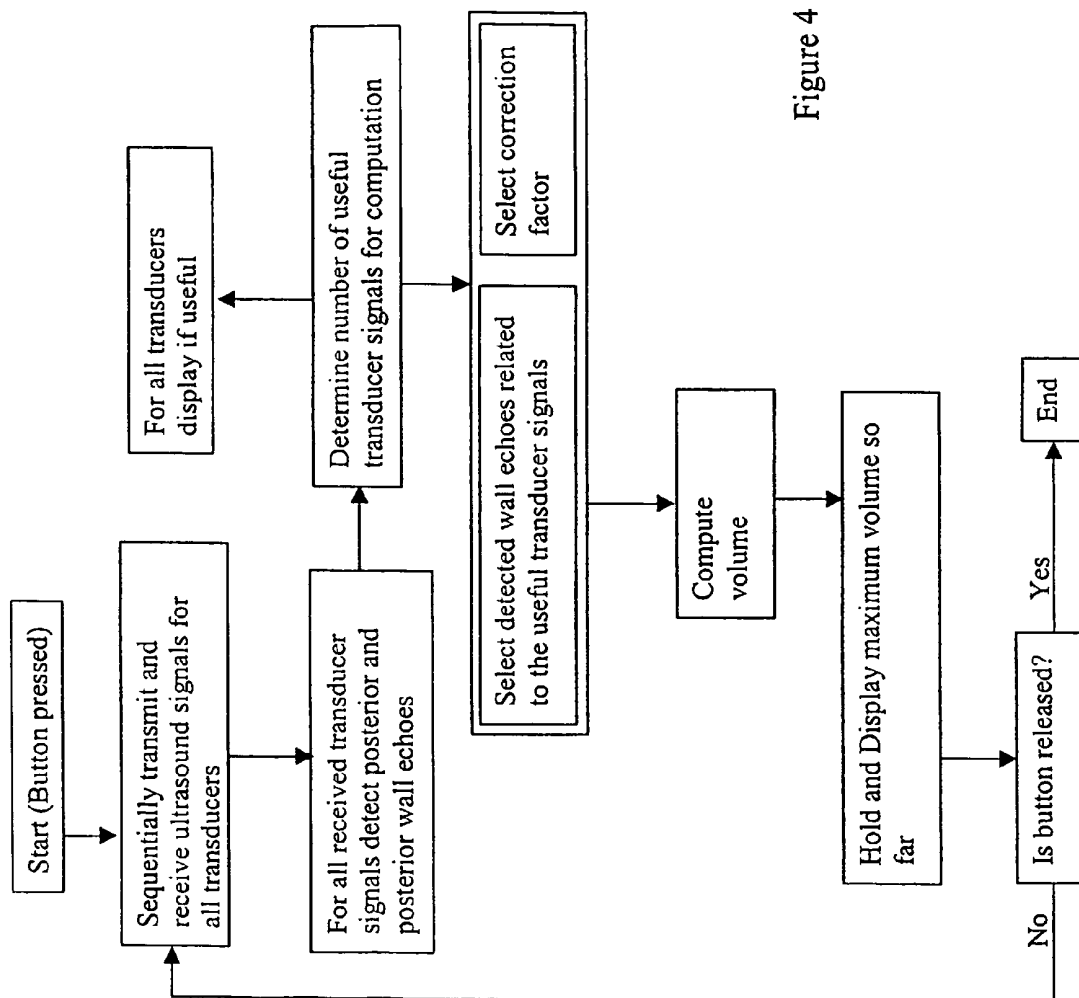 Start (Button pressed)
Sequentially transmit and
receive ultrasound signals for
all transducers
For all received transducer
signals detect posterior and
posterior wall echoes
For all transducers
display if useful
Determine number of useful
transducer signals for computation
Select detected wall echoes related
to the useful transducer signals
Select correction
factor
Compute
volume
Hold and Display maximum volume so
far
Is button released?
No
Yes
End
Figure 4